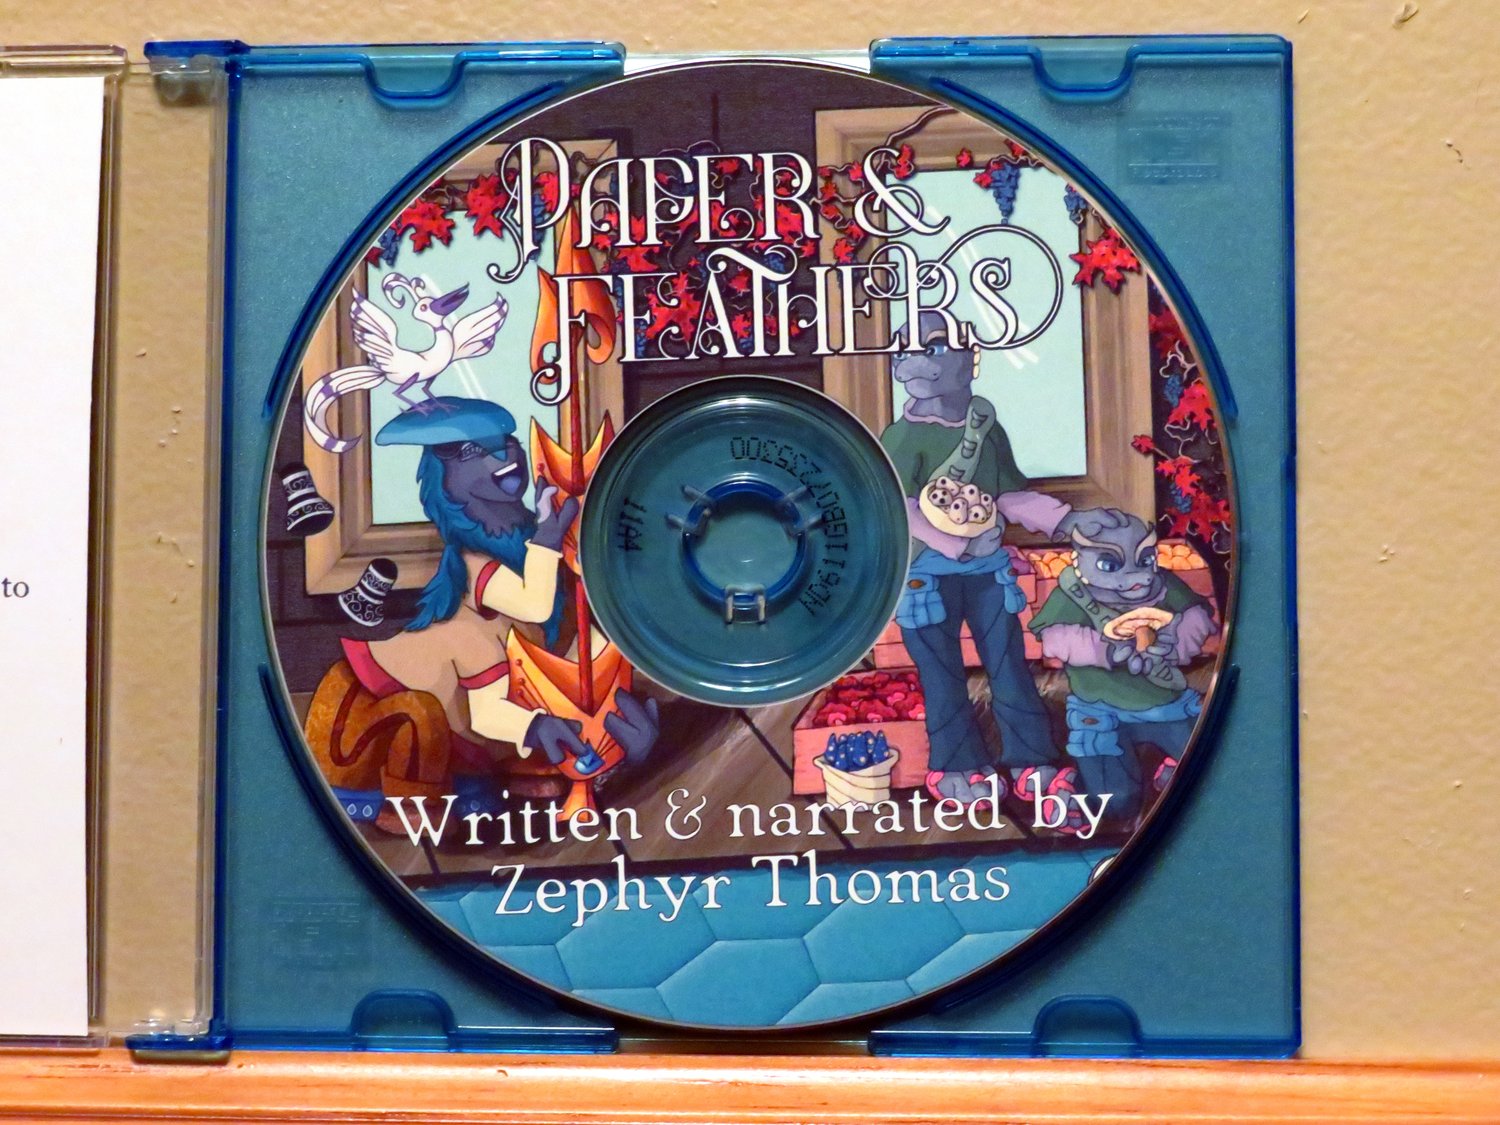 to
PAPER &
FEATHERS
Written & narrated by
Zephyr Thomas